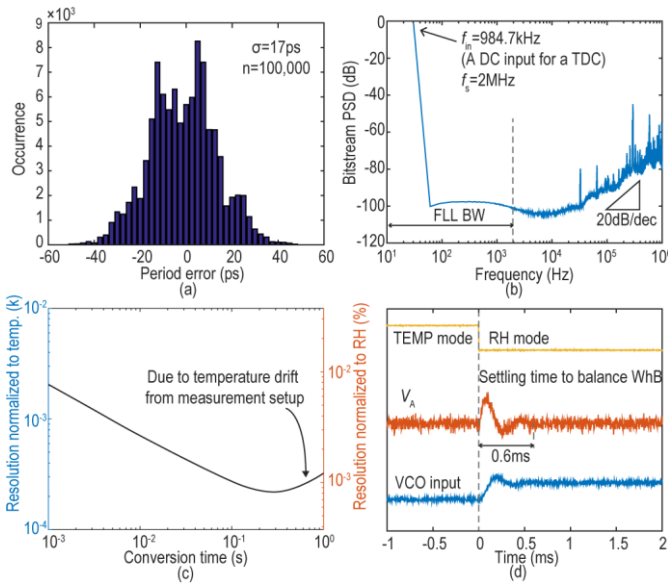 ×10³
9
8
7
6
5
4
3
2
1
0
Occurrence
σ=17ps
n=100,000
-60
-40
-20
0
20
40
60
Period error (ps)
(a)
0
-20
-40
-60
-80
-100
-120
Bitstream PSD (dB)
fin=984.7kHz
(A DC input for a TDC)
fs=2MHz
FLL BW
20dB/dec
10¹
10²
10³
10⁴
10⁵
10⁶
Frequency (Hz)
(b)
10⁻²
10⁻³
10⁻⁴
Resolution normalized to temp. (k)
Due to temperature drift
from measurement setup
10⁻²
10⁻³
Resolution normalized to RH (%)
10⁻³
10⁻²
10⁻¹
10⁰
Conversion time (s)
(c)
TEMP mode
RH mode
Settling time to balance WhB
VA
0.6ms
VCO input
-1
-0.5
0
0.5
1
1.5
2
Time (ms)
(d)